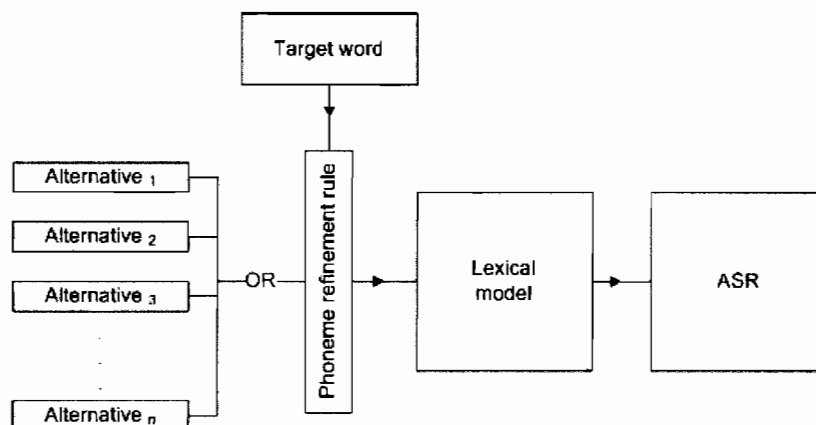 Target word
Alternative 1
Alternative 2
Alternative 3
Alternative n
OR
Phoneme refinement rule
Lexical
model
ASR